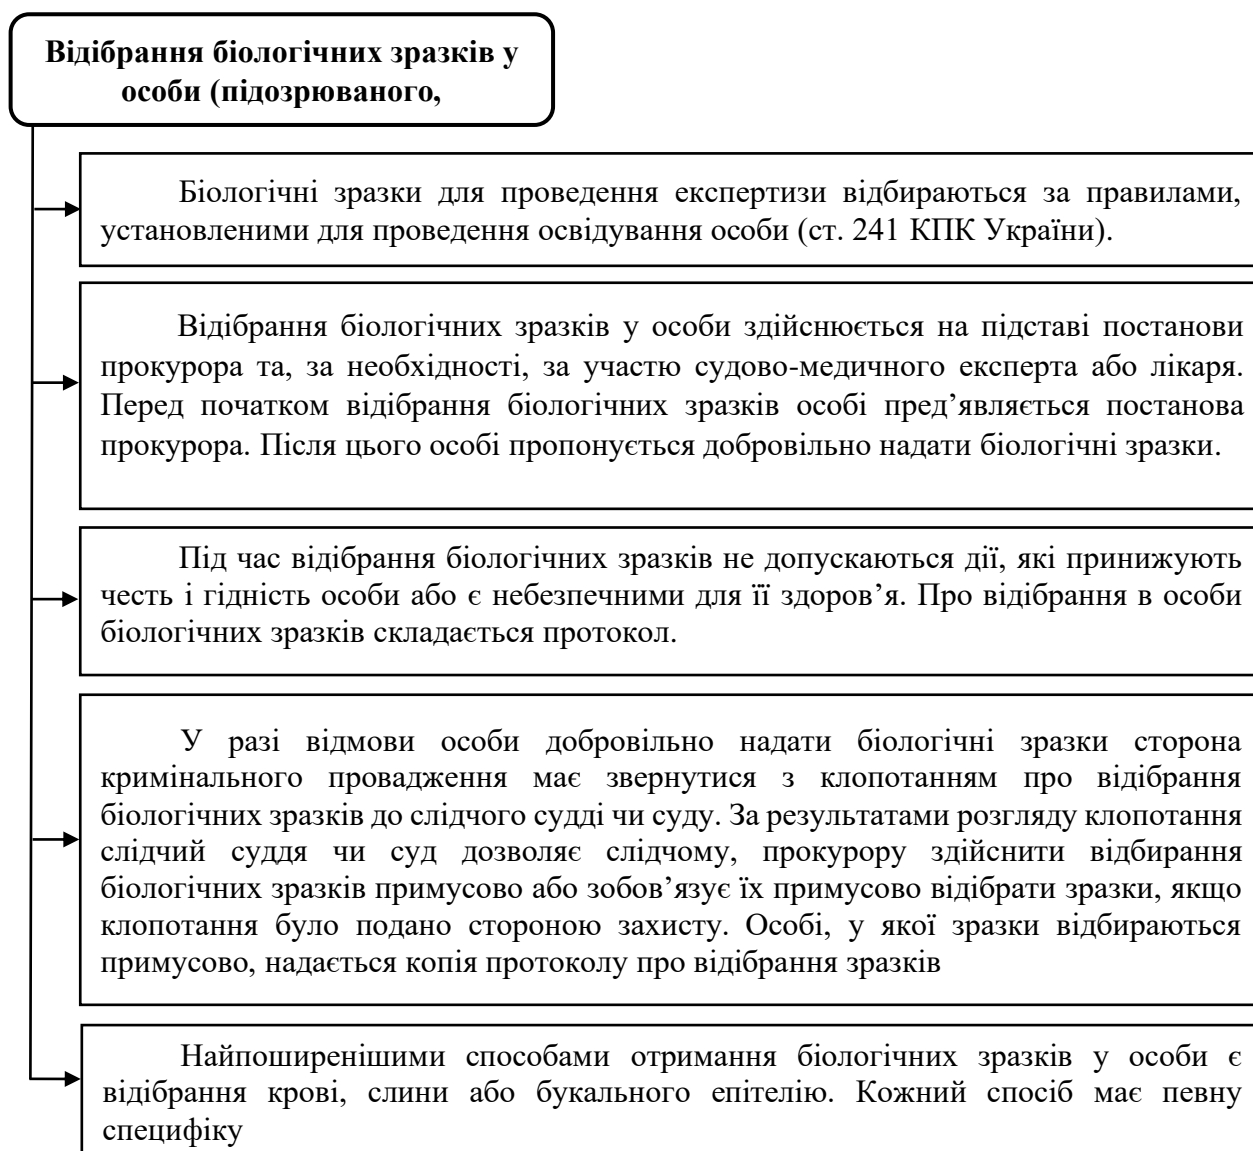 Відібрання біологічних зразків у
особи (підозрюваного,
Біологічні зразки для проведення експертизи відбираються за правилами,
установленими для проведення освідування особи (ст. 241 КПК України).
Відібрання біологічних зразків у особи здійснюється на підставі постанови
прокурора та, за необхідності, за участю судово-медичного експерта або лікаря.
Перед початком відібрання біологічних зразків особі пред’являється постанова
прокурора. Після цього особі пропонується добровільно надати біологічні зразки.
Під час відібрання біологічних зразків не допускаються дії, які принижують
честь і гідність особи або є небезпечними для її здоров’я. Про відібрання в особи
біологічних зразків складається протокол.
У разі відмови особи добровільно надати біологічні зразки сторона
кримінального провадження має звернутися з клопотанням про відібрання
біологічних зразків до слідчого судді чи суду. За результатами розгляду клопотання
слідчий суддя чи суд дозволяє слідчому, прокурору здійснити відбирання
біологічних зразків примусово або зобов’язує їх примусово відібрати зразки, якщо
клопотання було подано стороною захисту. Особі, у якої зразки відбираються
примусово, надається копія протоколу про відібрання зразків
Найпоширенішими способами отримання біологічних зразків у особи є
відібрання крові, слини або букального епітелію. Кожний спосіб має певну
специфіку